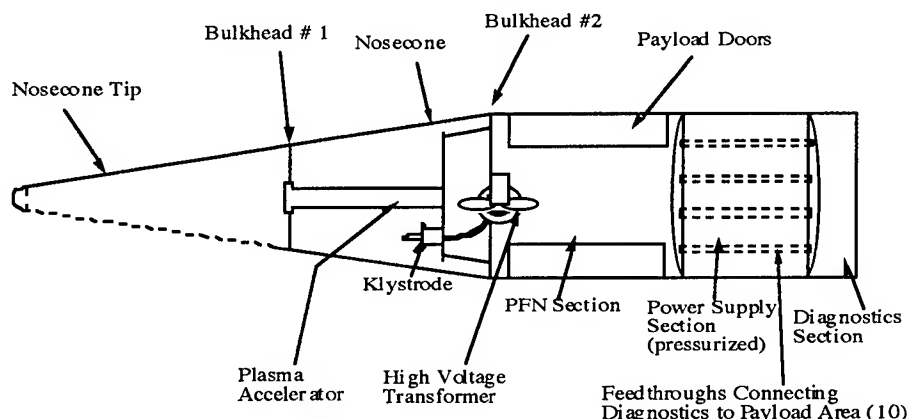 Bulkhead # 1
Nosecone
Bulkhead #2
Payload Doors
Nosecone Tip
Klystrode
PFN Section
Power Supply
Section
(pressurized)
Diagnostics
Section
Plasma
Accelerator
High Voltage
Transformer
Feedthroughs Connecting
Diagnostics to Payload Area (10)